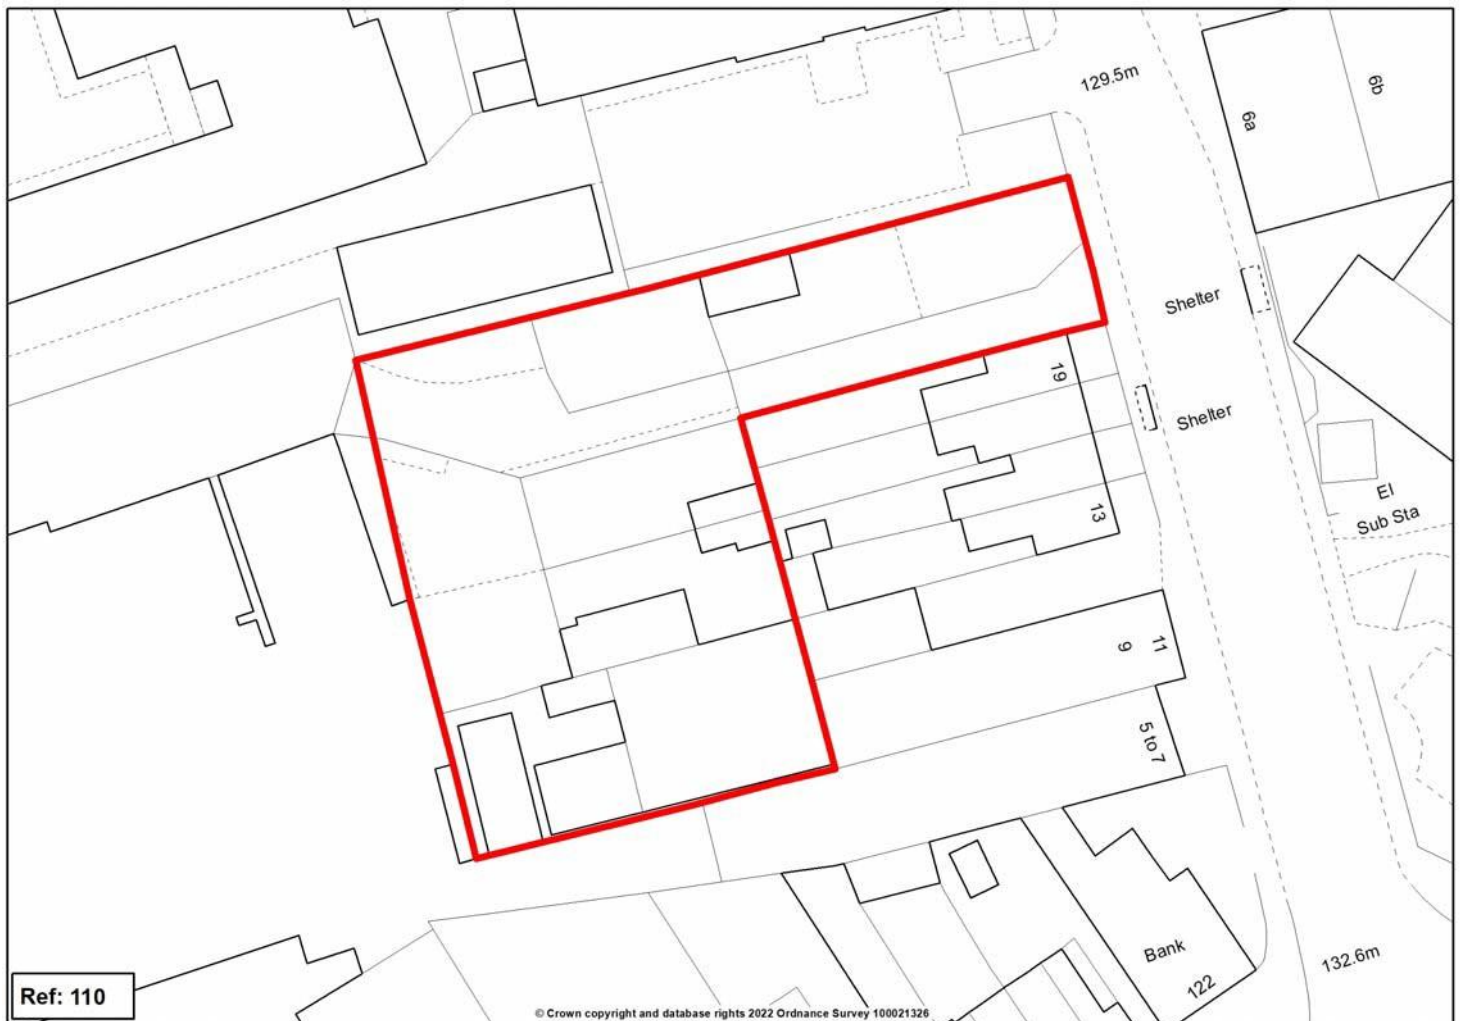 129.5m
6b
6a
Shelter
Shelter
19
El
Sub Sta
13
11
9
5 to 7
Bank
132.6m
122
Ref: 110
© Crown copyright and database rights 2022 Ordnance Survey 100021326